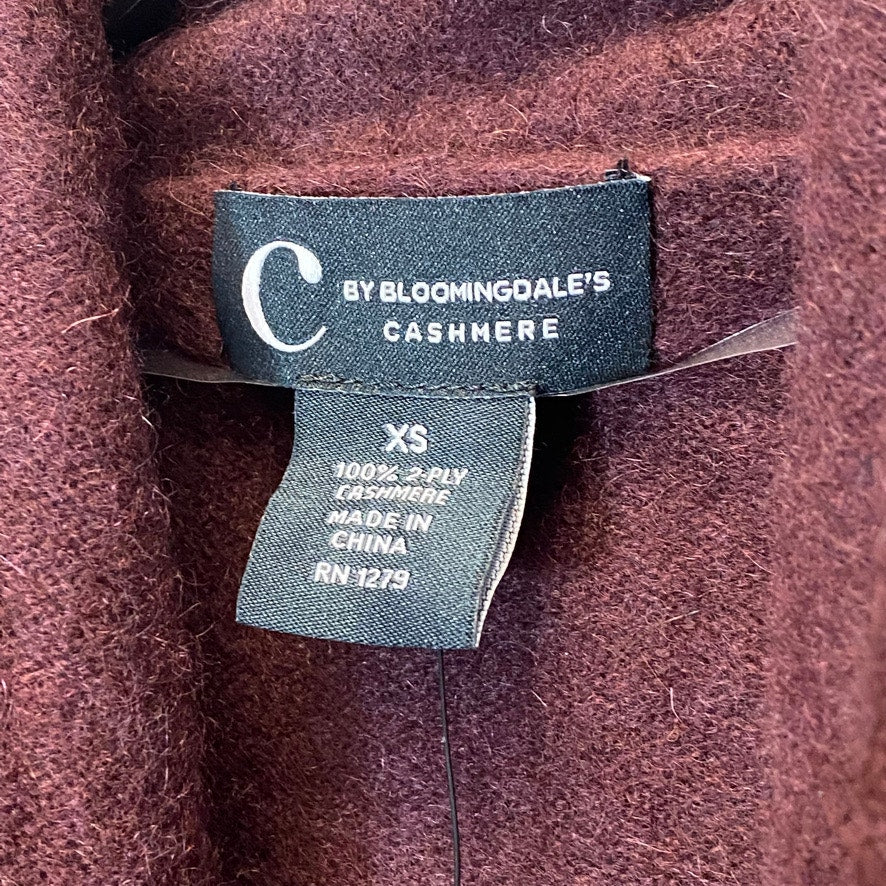 C BY BLOOMINGDALE'S
CASHMERE
XS
100% 2-PLY
CASHMERE
MADE IN
CHINA
RN 1279